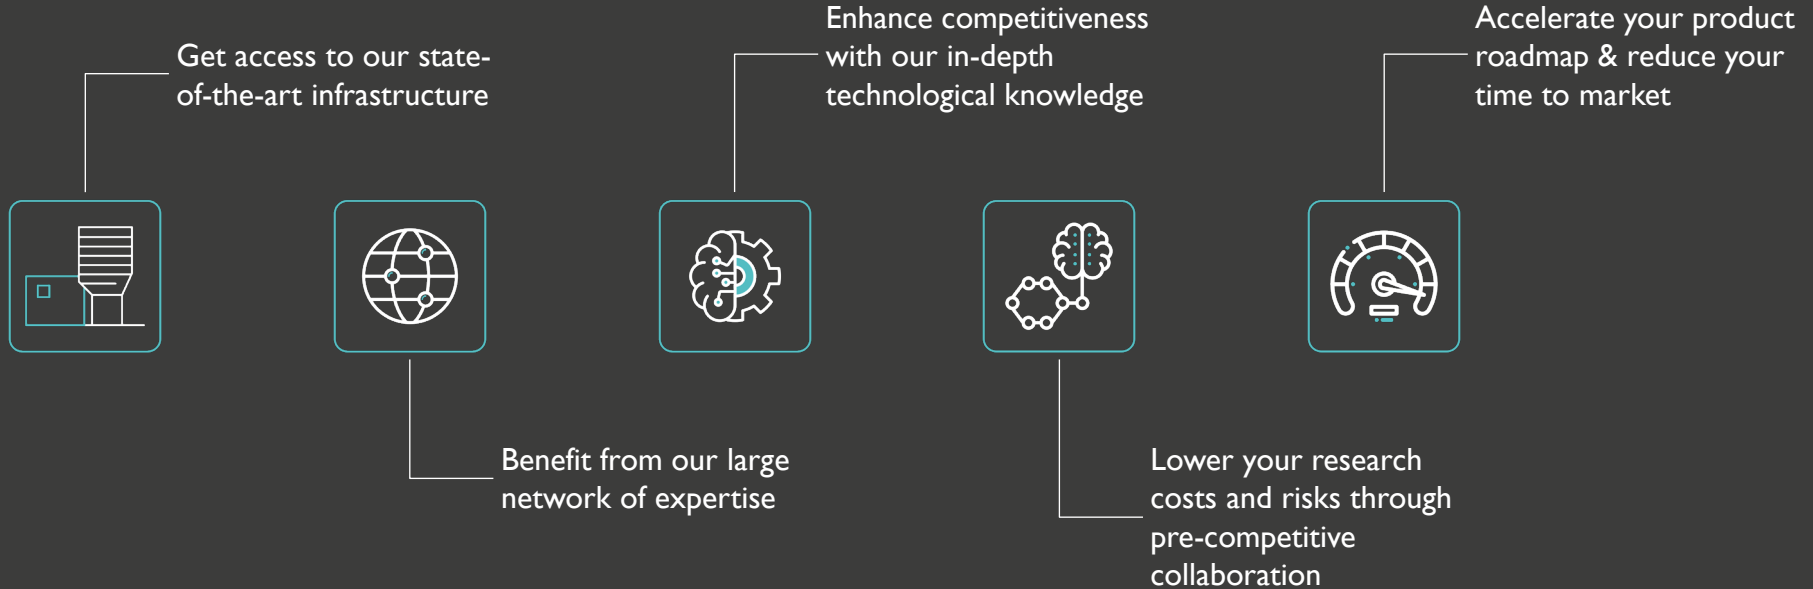 Get access to our state-
of-the-art infrastructure
Benefit from our large
network of expertise
Enhance competitiveness
with our in-depth
technological knowledge
Lower your research
costs and risks through
pre-competitive
collaboration
Accelerate your product
roadmap & reduce your
time to market